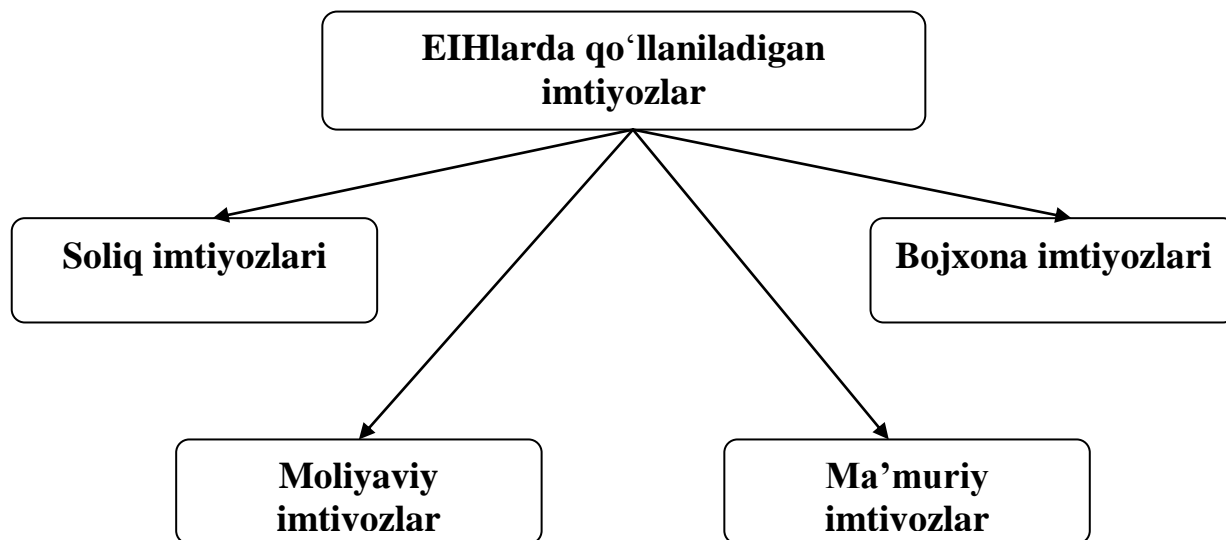 EIHlarda qo‘llaniladigan
imtiyozlar
Soliq imtiyozlari
Bojxona imtiyozlari
Moliyaviy
imtiyozlar
Ma’muriy
imtiyozlar